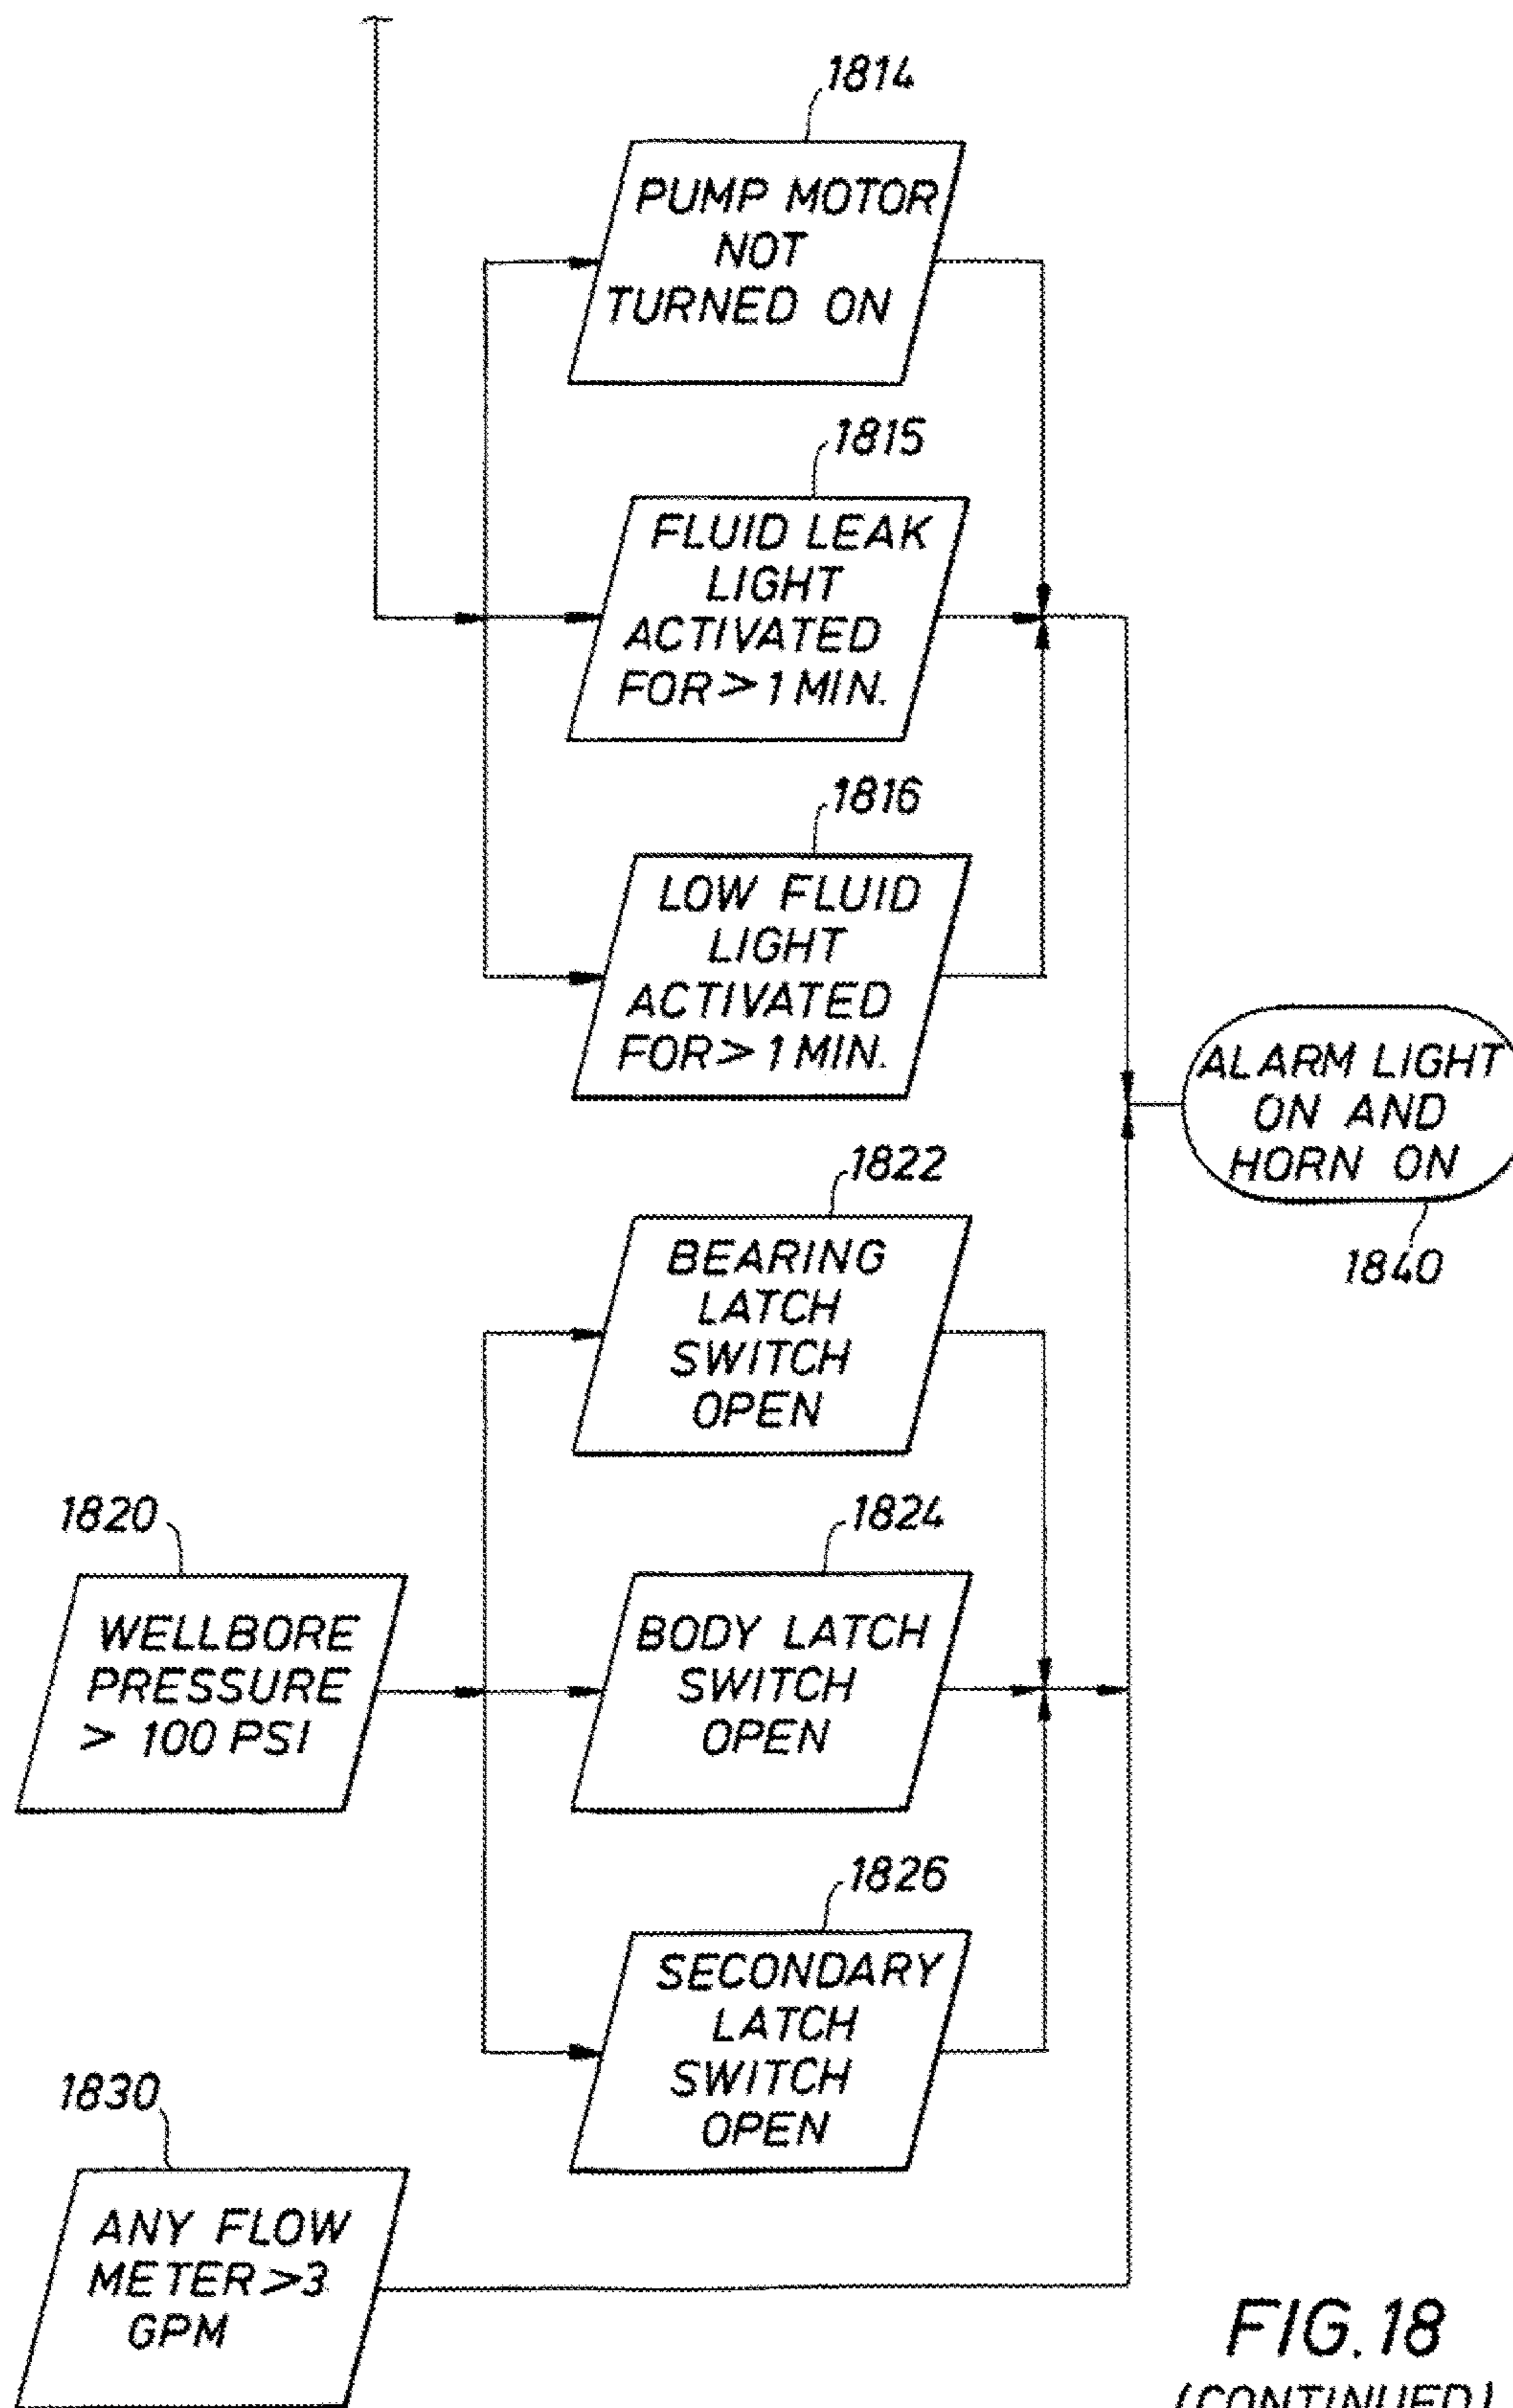 1814
PUMP MOTOR
NOT
TURNED ON
1815
FLUID LEAK
LIGHT
ACTIVATED
FOR > 1 MIN.
1816
LOW FLUID
LIGHT
ACTIVATED
FOR > 1 MIN.
ALARM LIGHT
ON AND
HORN ON
1840
1822
BEARING
LATCH
SWITCH
OPEN
1820
WELLBORE
PRESSURE
> 100 PSI
1824
BODY LATCH
SWITCH
OPEN
1826
SECONDARY
LATCH
SWITCH
OPEN
1830
ANY FLOW
METER > 3
GPM
FIG. 18
(CONTINUED)